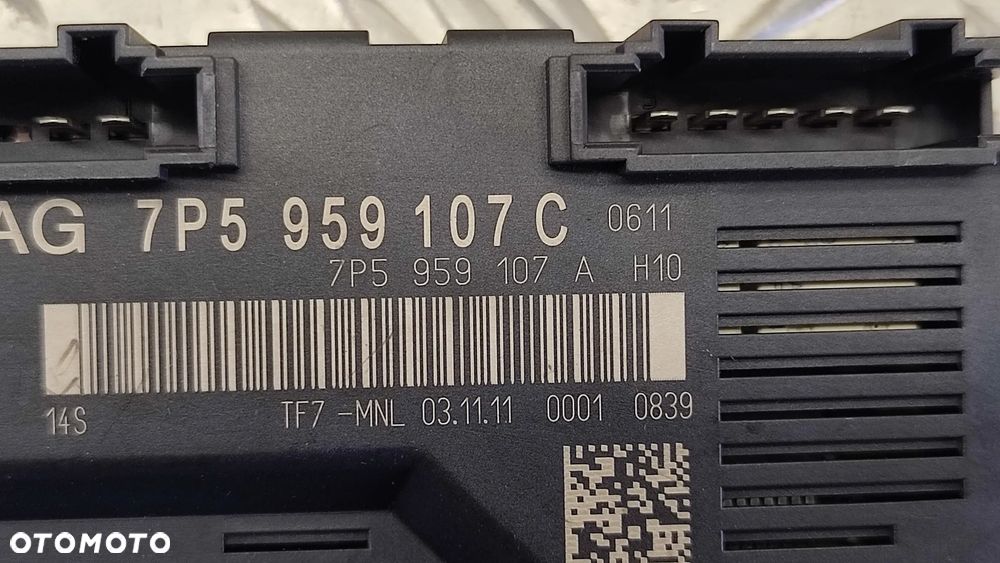 AG 7P5 959 107 C 0611
7P5 959 107 A H10
14S TF7 -MNL 03.11.11 0001 0839
OTOMOTO